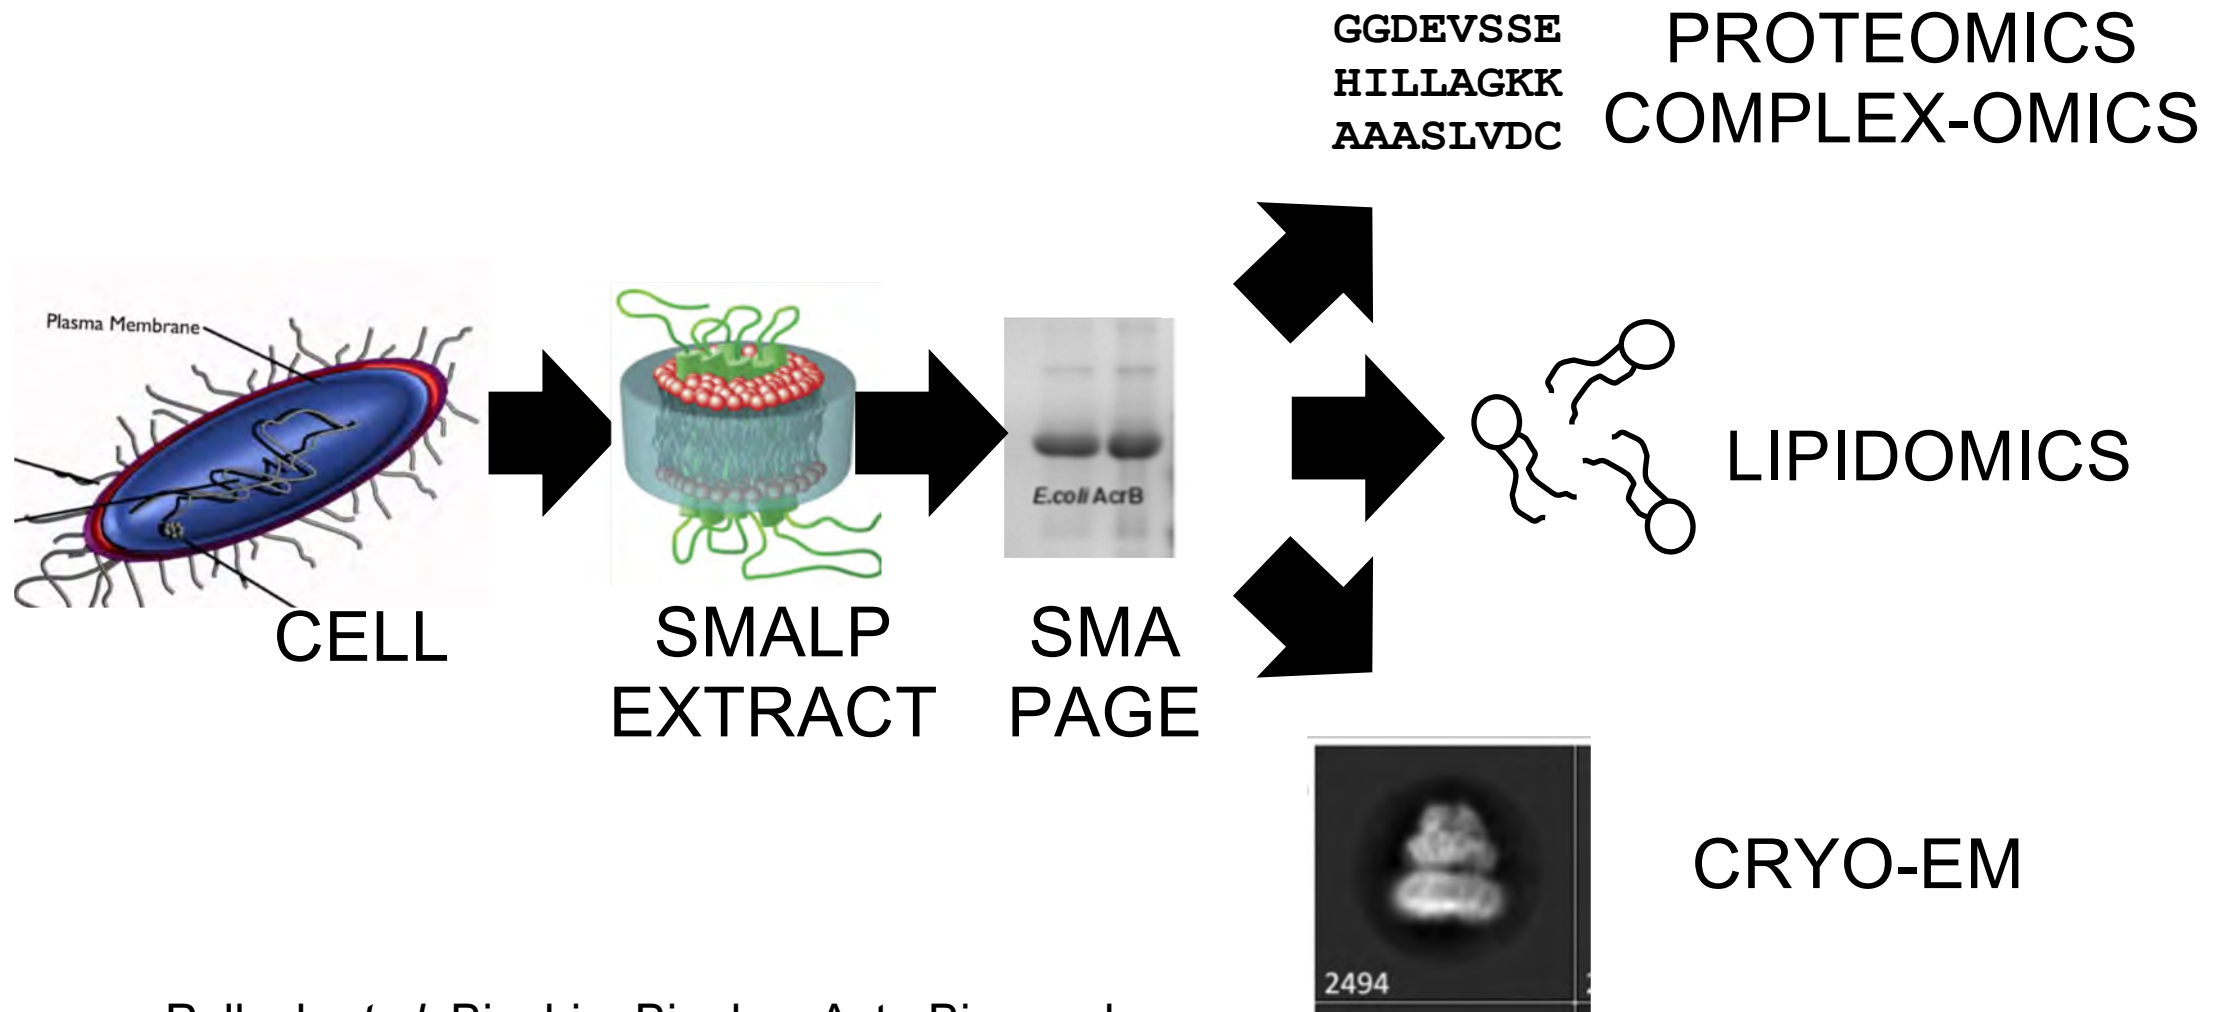 GGDEVSSE
HILLAGKK
AAASLVDC
PROTEOMICS
COMPLEX-OMICS
Plasma Membrane
E.coli AcrB
CELL
SMALP
EXTRACT
SMA
PAGE
LIPIDOMICS
CRYO-EM
2494